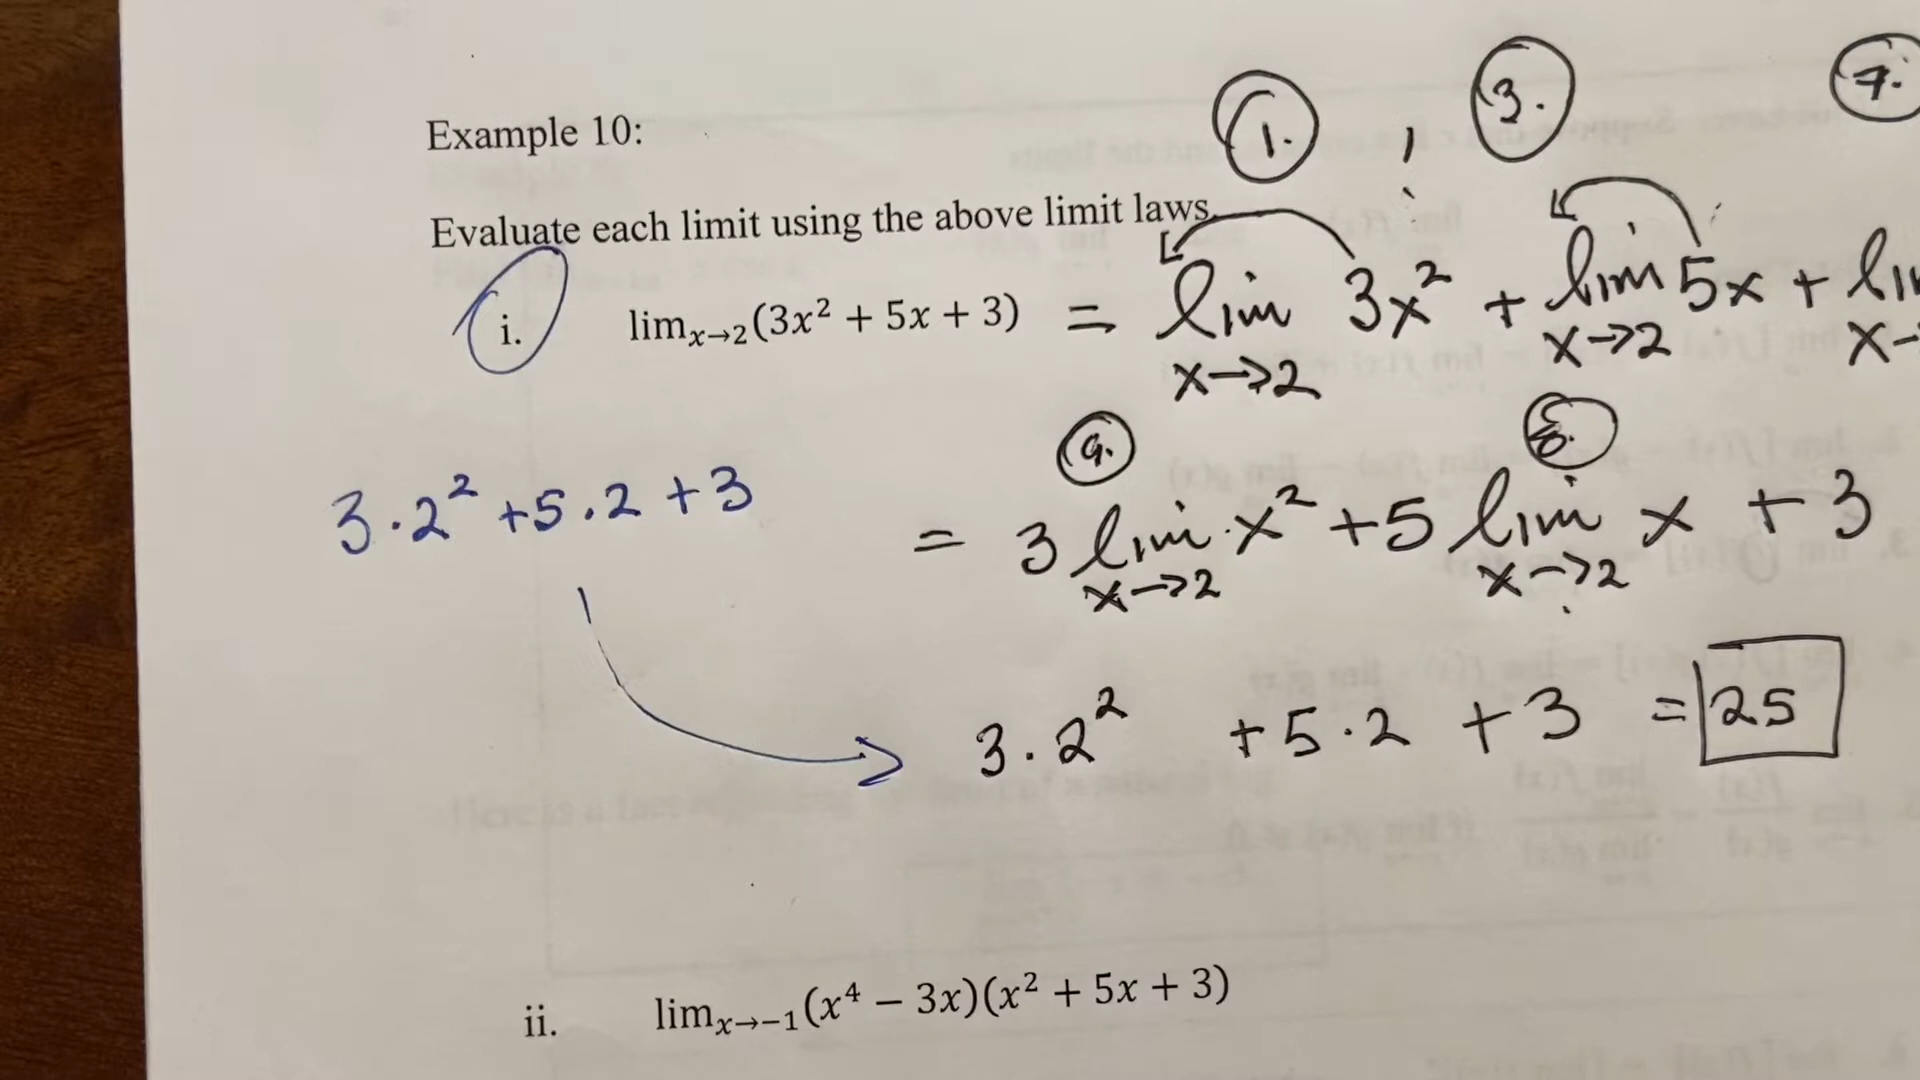 1. , 3. 7.
Example 10:
Evaluate each limit using the above limit laws.
i. lim x→2 (3x² + 5x + 3) = lim x→2 3x² + lim x→2 5x + li x-
9. 8.
3·2² +5.2 +3
= 3 lim x→2 x² +5 lim x→2 x + 3
3·2² +5·2 +3 = 25
ii. lim x→−1 (x⁴ − 3x)(x² + 5x + 3)